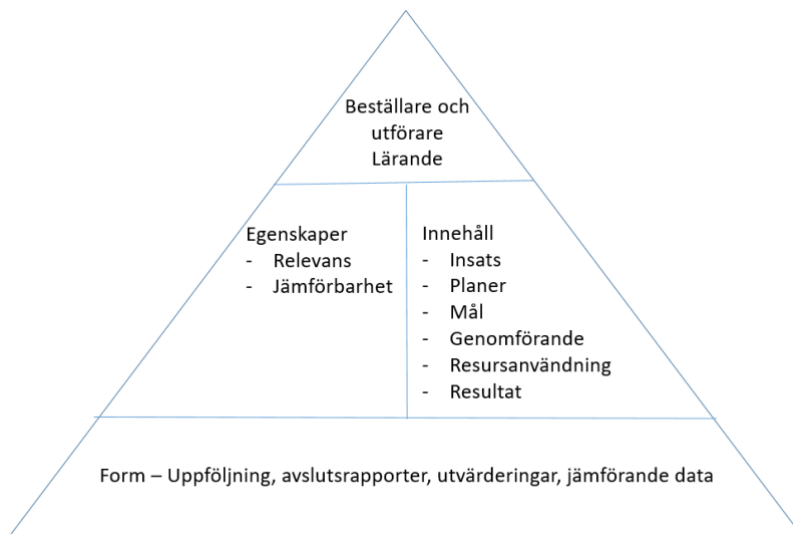 Beställare och
utförare
Lärande
Egenskaper
- Relevans
- Jämförbarhet
Innehåll
- Insats
- Planer
- Mål
- Genomförande
- Resursanvändning
- Resultat
Form – Uppföljning, avslutsrapporter, utvärderingar, jämförande data